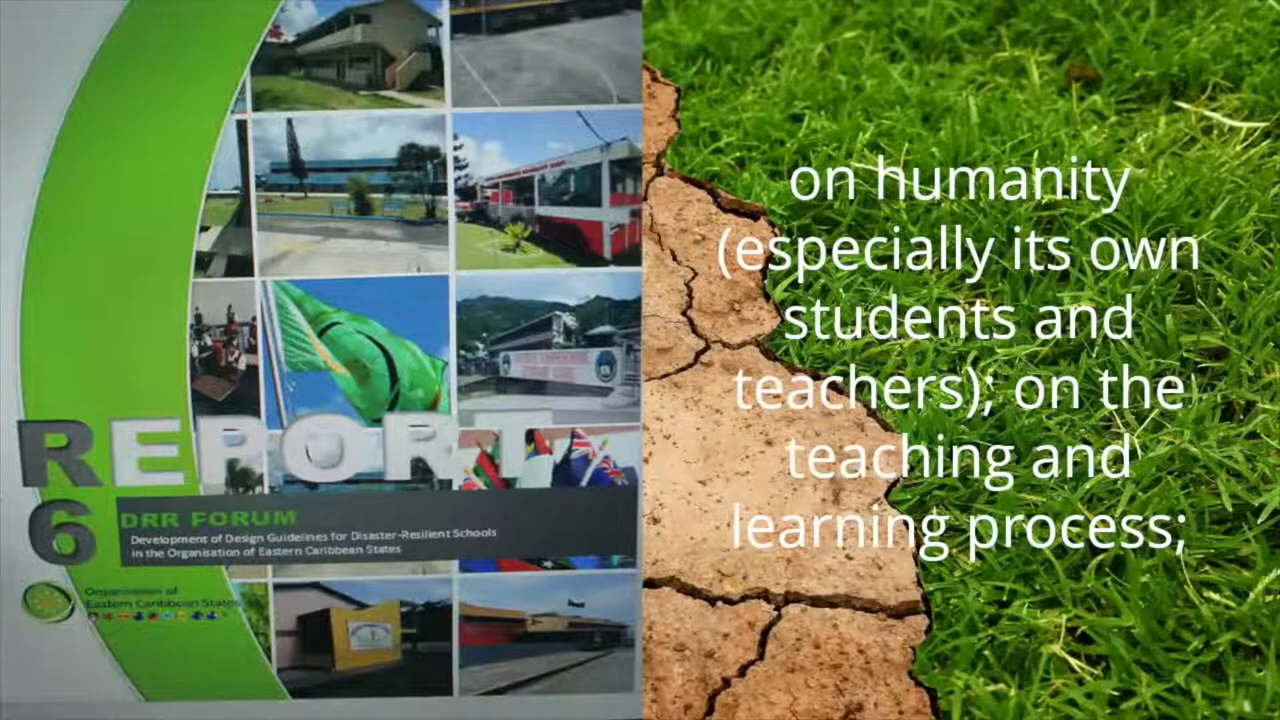 REPORT
6
DRR FORUM
Development of Design Guidelines for Disaster-Resilient Schools
in the Organisation of Eastern Caribbean States
Organisation of
Eastern Caribbean States
on humanity
(especially its own
students and
teachers); on the
teaching and
learning process;